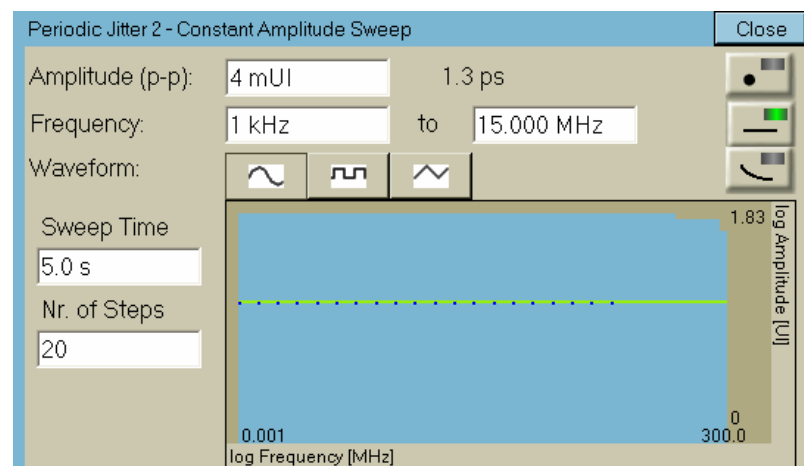 Periodic Jitter 2 - Constant Amplitude Sweep Close
Amplitude (p-p): 4 mUI 1.3 ps
Frequency: 1 kHz to 15.000 MHz
Waveform:
Sweep Time
5.0 s
Nr. of Steps
20
1.83
log Amplitude [UI]
0
0.001 300.0
log Frequency [MHz]